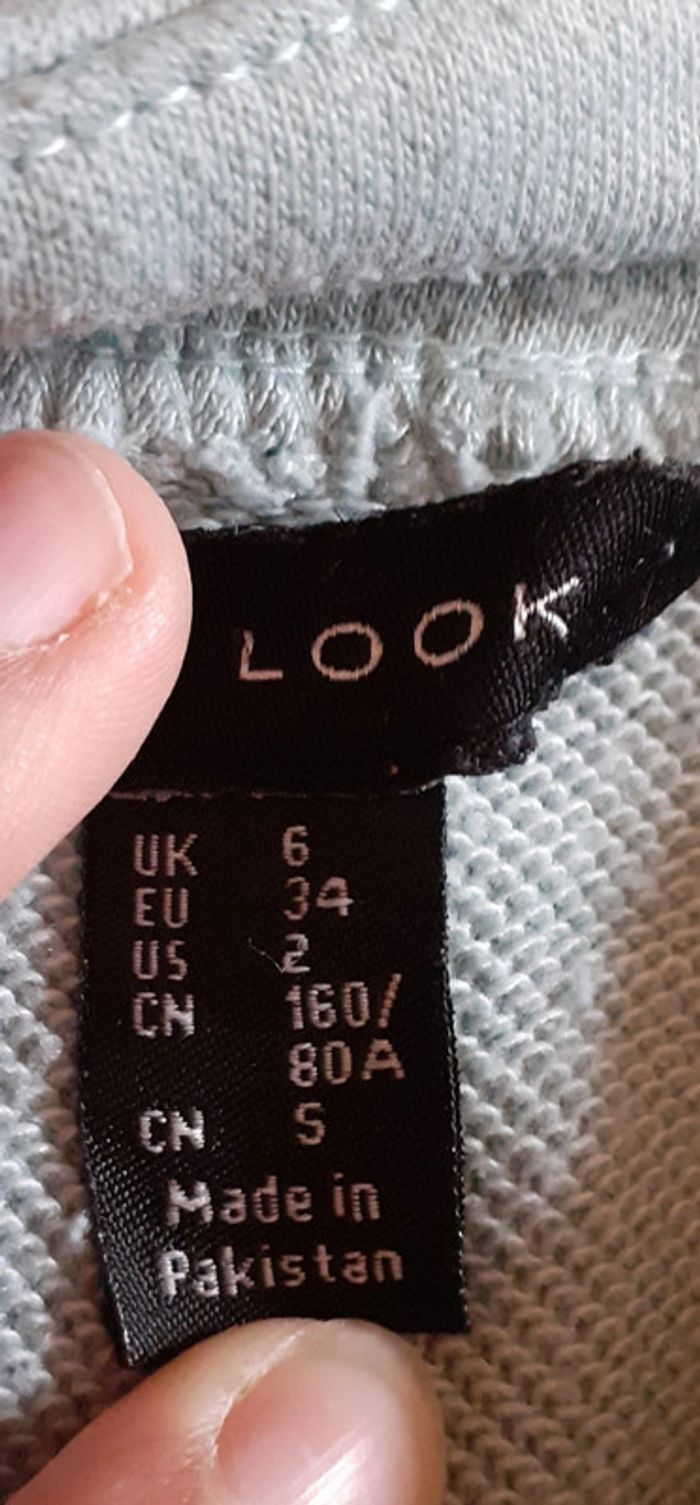 LOOK
UK 6
EU 34
US 2
CN 160/
80A
CN S
Made in
Pakistan